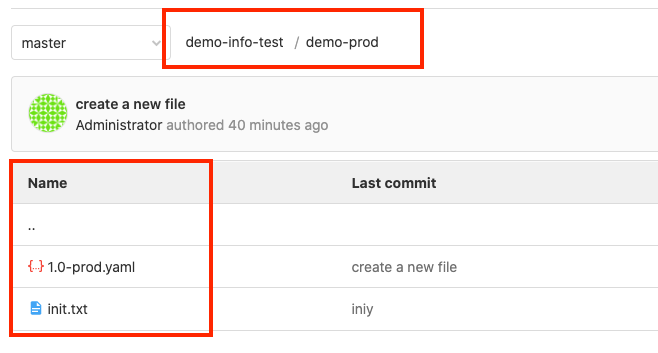 master demo-info-test / demo-prod
create a new file
Administrator authored 40 minutes ago
Name Last commit
..
{..} 1.0-prod.yaml create a new file
init.txt iniy